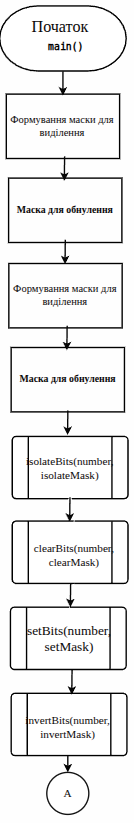 Початок
main()
Формування маски для
виділення
Маска для обнулення
Формування маски для
виділення
Маска для обнулення
isolateBits(number,
isolateMask)
clearBits(number,
clearMask)
setBits(number,
setMask)
invertBits(number,
invertMask)
A